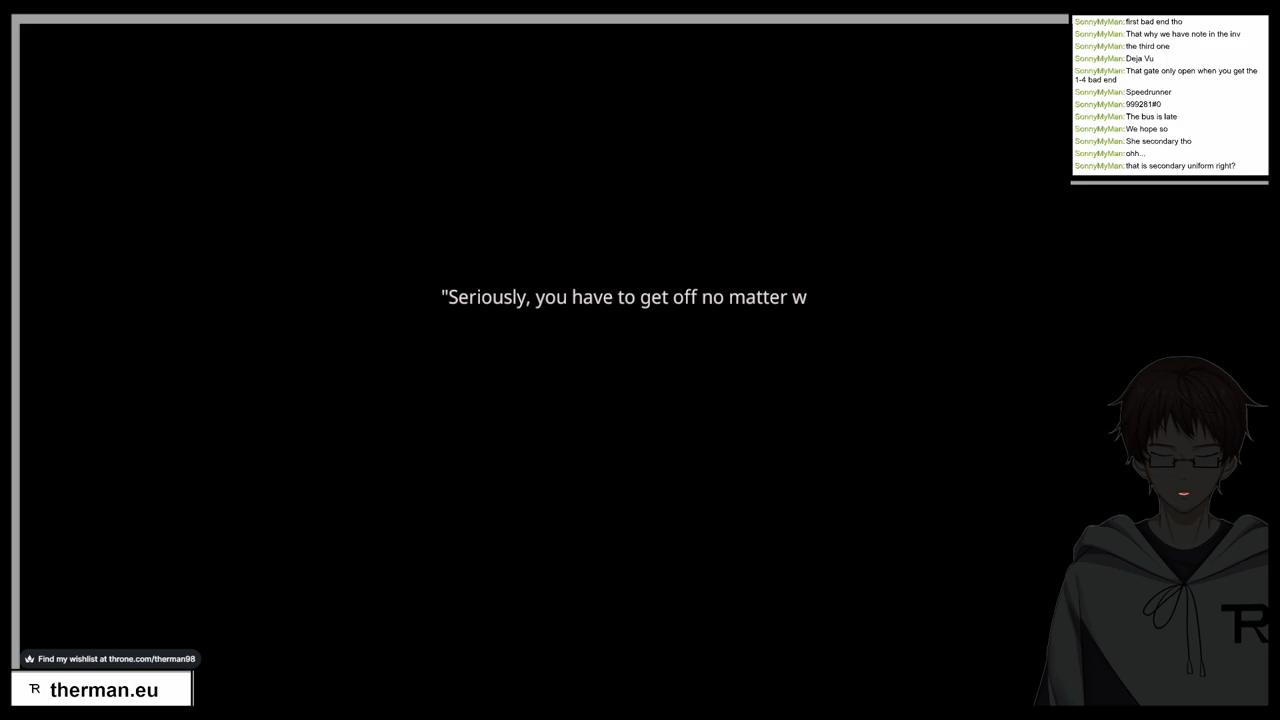 SonnyMyMan: first bad end tho
SonnyMyMan: That why we have note in the inv
SonnyMyMan: the third one
SonnyMyMan: Deja Vu
SonnyMyMan: That gate only open when you get the
1-4 bad end
SonnyMyMan: Speedrunner
SonnyMyMan: 999281#0
SonnyMyMan: The bus is late
SonnyMyMan: We hope so
SonnyMyMan: She secondary tho
SonnyMyMan: ohh...
SonnyMyMan: that is secondary uniform right?
"Seriously, you have to get off no matter w
TR
Find my wishlist at throne.com/therman98
TR therman.eu